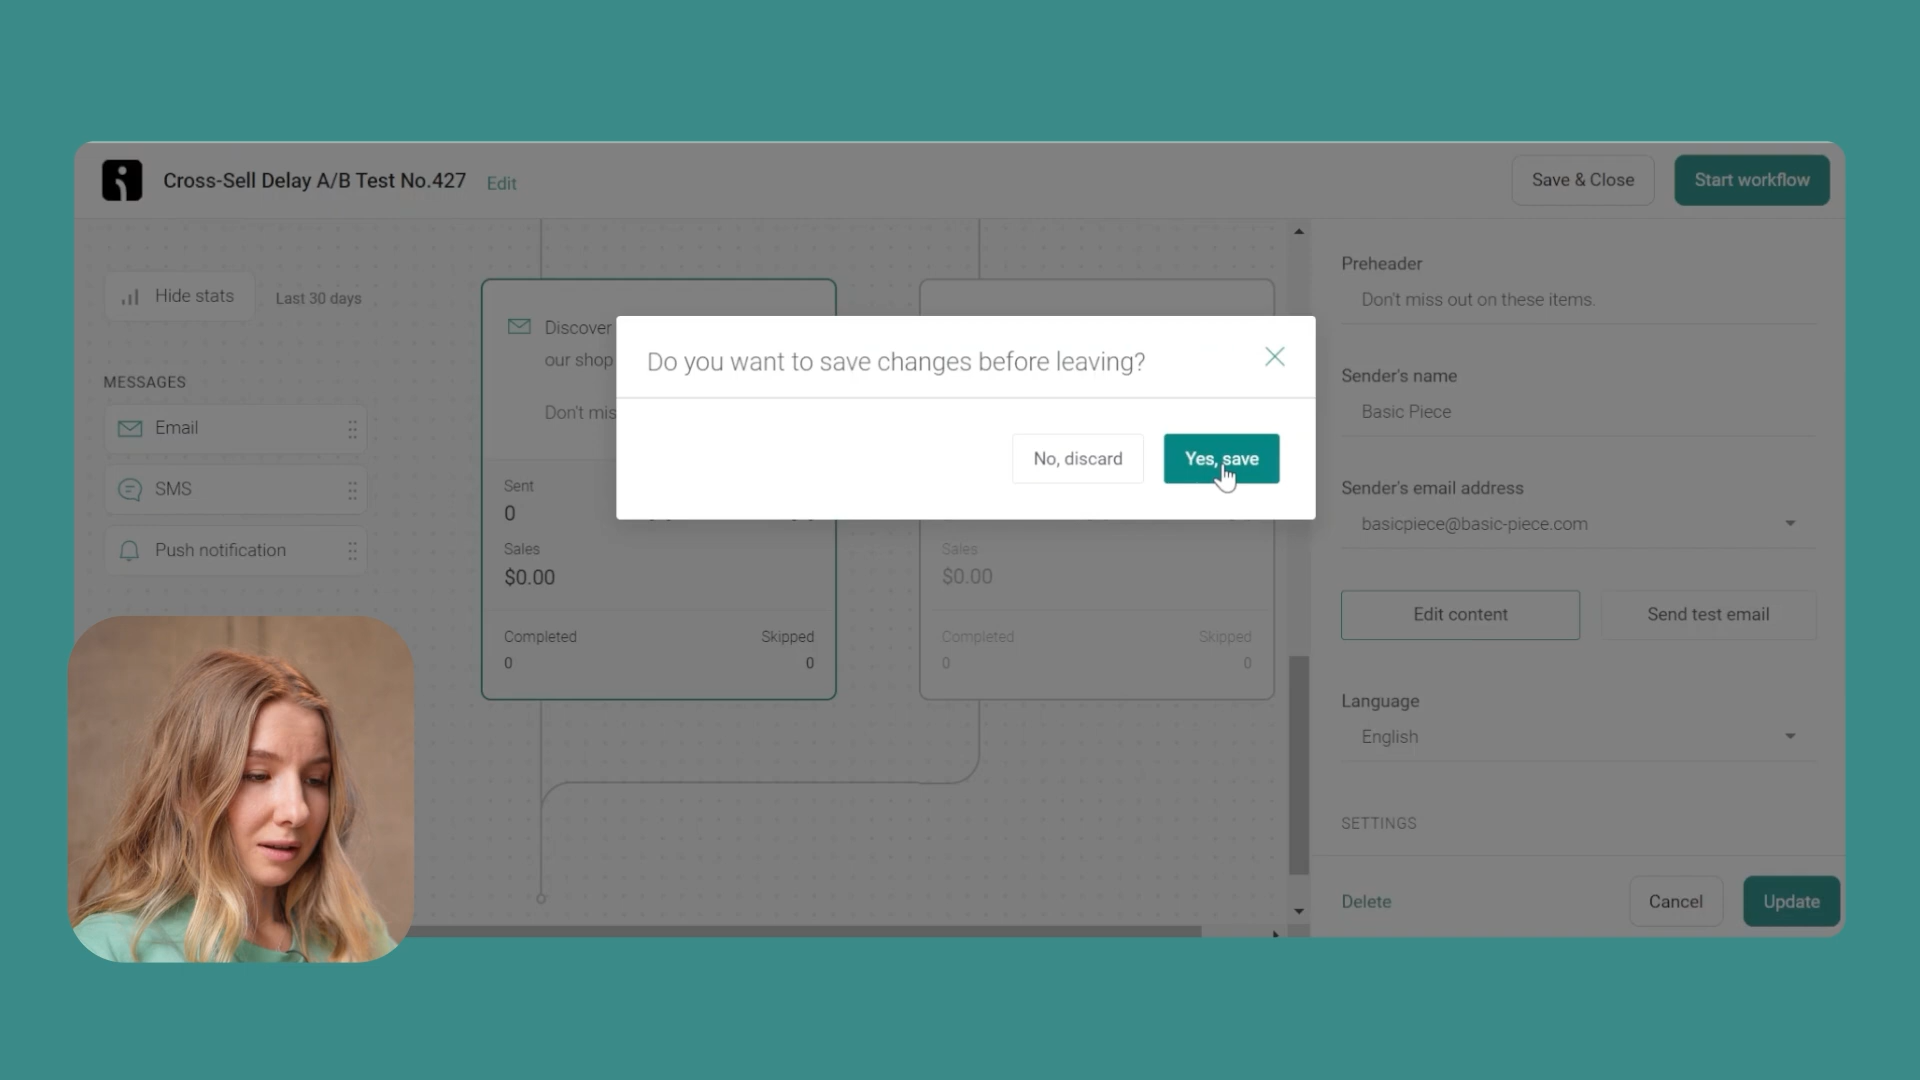 Cross-Sell Delay A/B Test No.427 Edit
Save & Close
Start workflow
Hide stats
Last 30 days
MESSAGES
Email
SMS
Push notification
Discover
our shop
Don't mis
Sent
0
Sales
$0.00
Completed
0
Skipped
0
Do you want to save changes before leaving?
No, discard
Yes, save
Sales
$0.00
Completed
0
Skipped
0
Preheader
Don't miss out on these items.
Sender's name
Basic Piece
Sender's email address
basicpiece@basic-piece.com
Edit content
Send test email
Language
English
SETTINGS
Delete
Cancel
Update